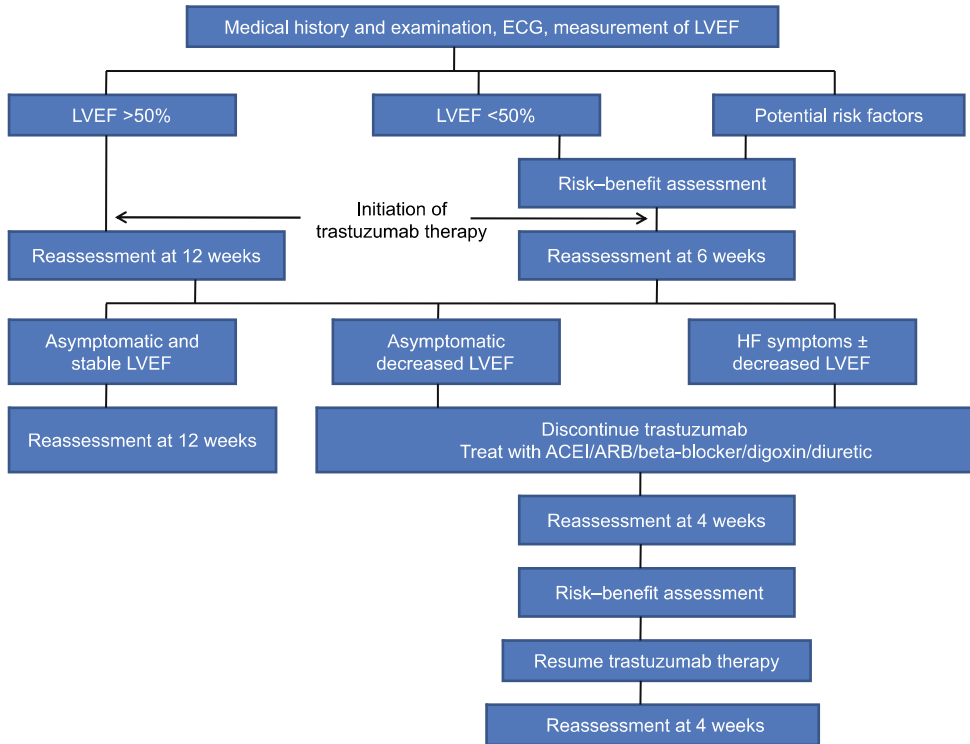 Medical history and examination, ECG, measurement of LVEF
LVEF >50%
LVEF <50%
Potential risk factors
Risk–benefit assessment
Initiation of
trastuzumab therapy
Reassessment at 12 weeks
Reassessment at 6 weeks
Asymptomatic and
stable LVEF
Asymptomatic
decreased LVEF
HF symptoms ±
decreased LVEF
Reassessment at 12 weeks
Discontinue trastuzumab
Treat with ACEI/ARB/beta-blocker/digoxin/diuretic
Reassessment at 4 weeks
Risk–benefit assessment
Resume trastuzumab therapy
Reassessment at 4 weeks